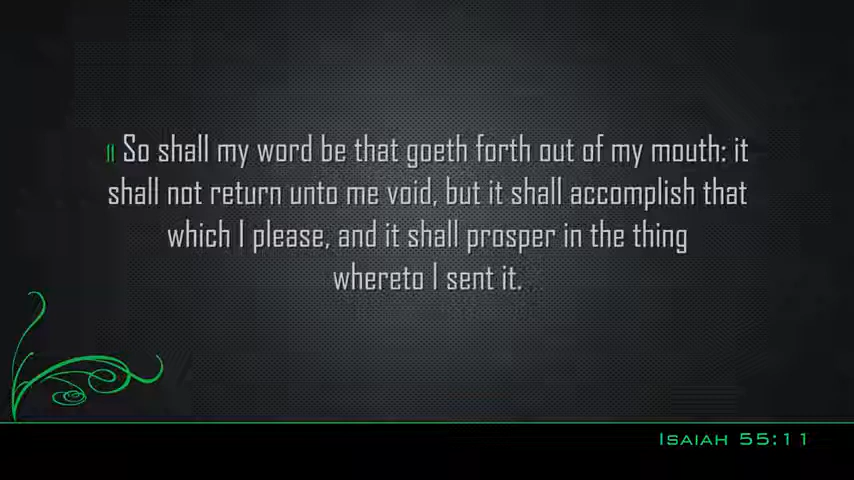 11 So shall my word be that goeth forth out of my mouth: it
shall not return unto me void, but it shall accomplish that
which I please, and it shall prosper in the thing
whereto I sent it.
Isaiah 55:11